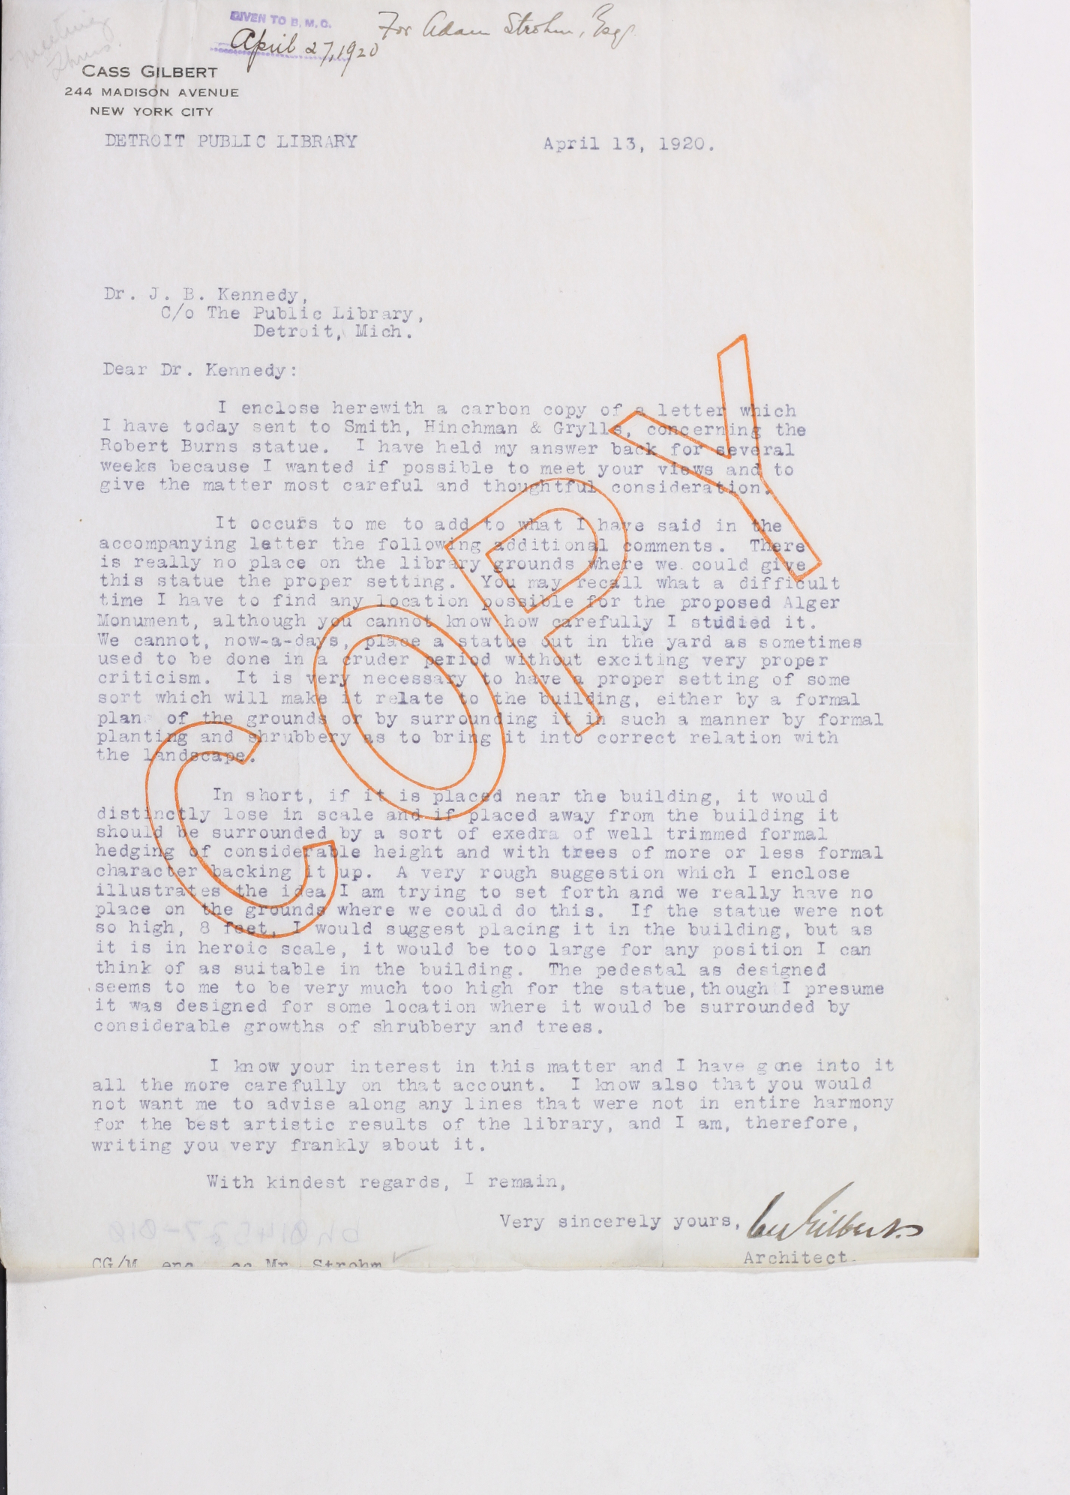 Meeting
Thurs.
GIVEN TO B. M. C.
April 27, 1920
For Adam Strohm, Esq.
CASS GILBERT
244 MADISON AVENUE
NEW YORK CITY
DETROIT PUBLIC LIBRARY April 13, 1920.
Dr. J. B. Kennedy,
C/o The Public Library,
Detroit, Mich.
Dear Dr. Kennedy:
I enclose herewith a carbon copy of a letter which
I have today sent to Smith, Hinchman & Grylls, concerning the
Robert Burns statue. I have held my answer back for several
weeks because I wanted if possible to meet your views and to
give the matter most careful and thoughtful consideration.
It occurs to me to add to what I have said in the
accompanying letter the following additional comments. There
is really no place on the library grounds where we could give
this statue the proper setting. You may recall what a difficult
time I have to find any location possible for the proposed Alger
Monument, although you cannot know how carefully I studied it.
We cannot, now-a-days, place a statue out in the yard as sometimes
used to be done in a cruder period without exciting very proper
criticism. It is very necessary to have a proper setting of some
sort which will make it relate to the building, either by a formal
plan of the grounds or by surrounding it in such a manner by formal
planting and shrubbery as to bring it into correct relation with
the landscape.
In short, if it is placed near the building, it would
distinctly lose in scale and if placed away from the building it
should be surrounded by a sort of exedra of well trimmed formal
hedging of considerable height and with trees of more or less formal
character backing it up. A very rough suggestion which I enclose
illustrates the idea I am trying to set forth and we really have no
place on the grounds where we could do this. If the statue were not
so high, 8 feet, I would suggest placing it in the building, but as
it is in heroic scale, it would be too large for any position I can
think of as suitable in the building. The pedestal as designed
seems to me to be very much too high for the statue, though I presume
it was designed for some location where it would be surrounded by
considerable growths of shrubbery and trees.
I know your interest in this matter and I have gone into it
all the more carefully on that account. I know also that you would
not want me to advise along any lines that were not in entire harmony
for the best artistic results of the library, and I am, therefore,
writing you very frankly about it.
With kindest regards, I remain,
Very sincerely yours, Cass Gilbert
Architect.
CG/M enc. cc Mr. Strohm
COPY